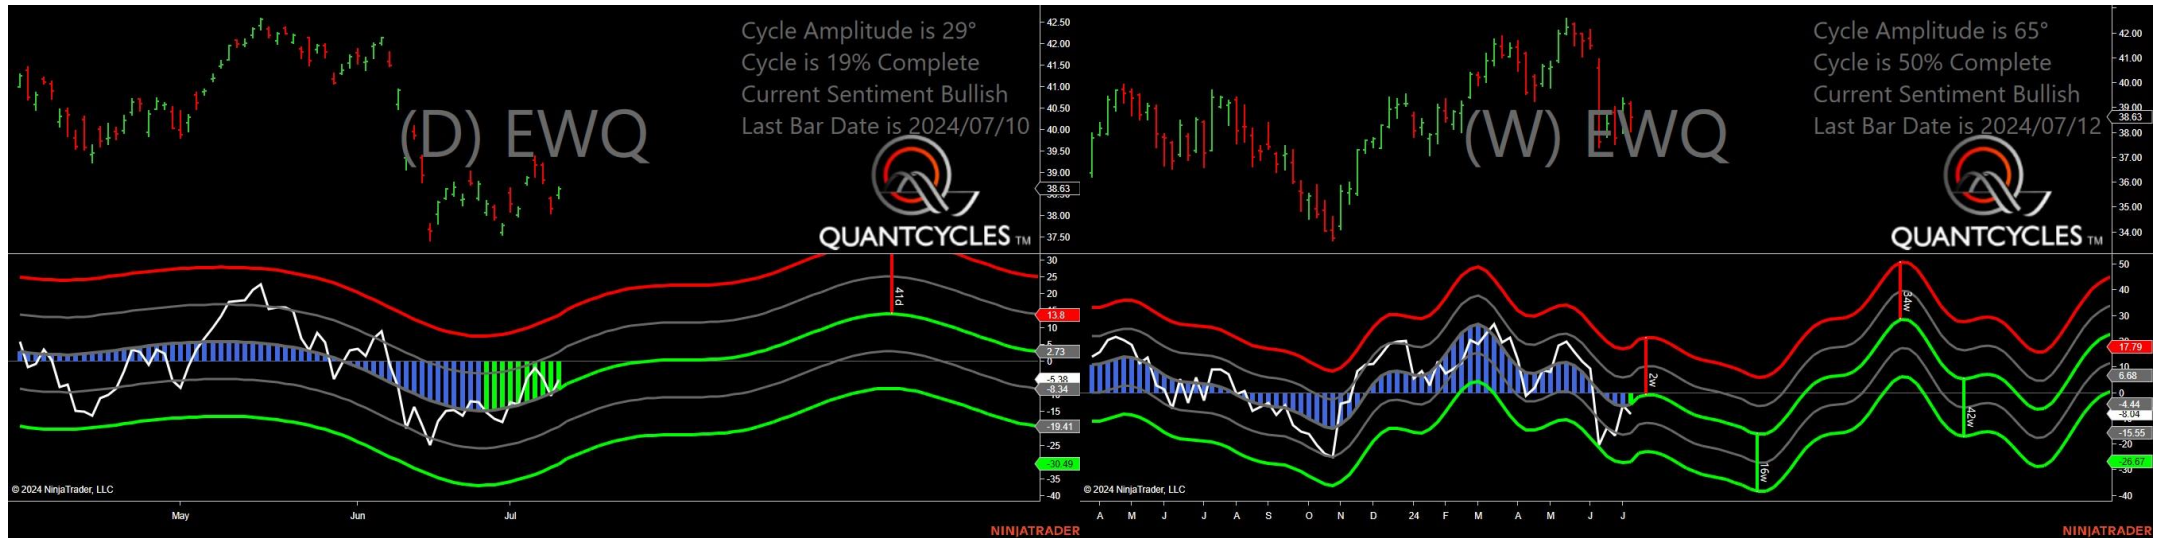 Cycle Amplitude is 29°
Cycle is 19% Complete
Current Sentiment Bullish
Last Bar Date is 2024/07/10
(D) EWQ
QUANTCYCLES TM
42.50
42.00
41.50
41.00
40.50
40.00
39.50
39.00
38.63
38.00
37.50
30
25
20
13.8
10
5
2.73
0
-5.38
-8.34
-15
-19.41
-25
-30.49
-35
-40
41d
© 2024 NinjaTrader, LLC
May
Jun
Jul
NINJATRADER
Cycle Amplitude is 65°
Cycle is 50% Complete
Current Sentiment Bullish
Last Bar Date is 2024/07/12
(W) EWQ
QUANTCYCLES TM
42.00
41.00
40.00
39.00
38.63
38.00
37.00
36.00
35.00
34.00
50
40
30
17.79
10
6.68
0
-4.44
-8.04
-15.55
-20
-26.67
-30
-40
2w
16w
34w
42w
© 2024 NinjaTrader, LLC
A M J J A S O N D 24 F M A M J J
NINJATRADER